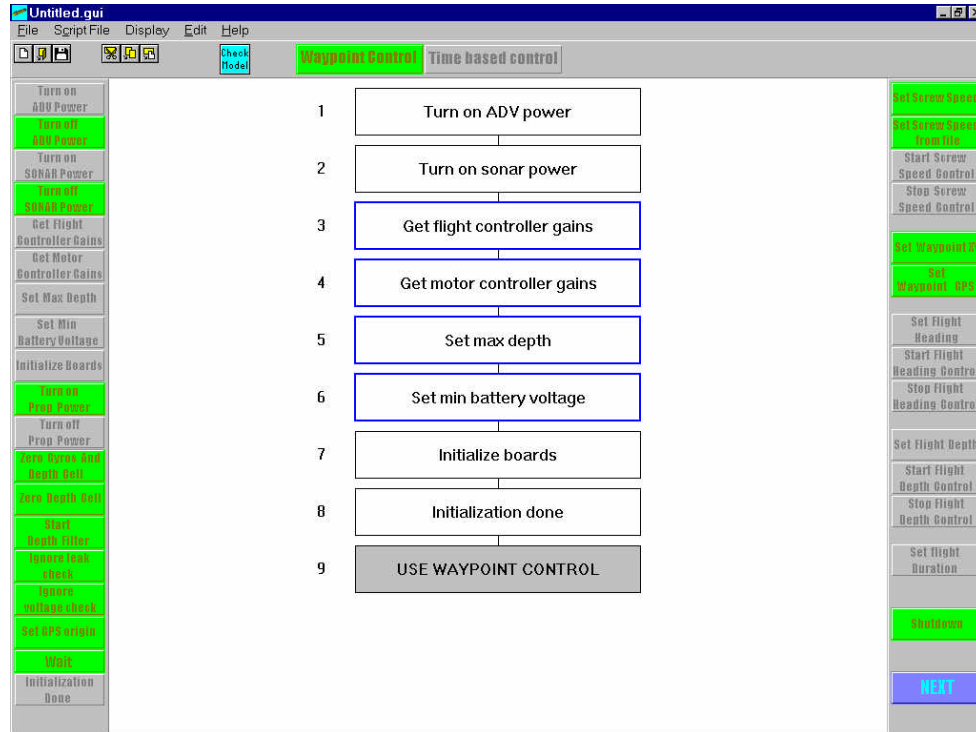 Untitled.gui
File Script File Display Edit Help
Check
Model
Waypoint Control Time based control
Turn on
ADV Power
Turn off
ADV Power
Turn on
SONAR Power
Turn off
SONAR Power
Get Flight
Controller Gains
Get Motor
Controller Gains
Set Max Depth
Set Min
Battery Voltage
Initialize Boards
Turn on
Prop Power
Turn off
Prop Power
Zero Gyros And
Depth Cell
Zero Depth Cell
Start
Depth Filter
Ignore leak
check
Ignore
voltage check
Set GPS origin
Wait
Initialization
Done
1 Turn on ADV power
2 Turn on sonar power
3 Get flight controller gains
4 Get motor controller gains
5 Set max depth
6 Set min battery voltage
7 Initialize boards
8 Initialization done
9 USE WAYPOINT CONTROL
Set Screw Speed
Set Screw Speed
from file
Start Screw
Speed Control
Stop Screw
Speed Control
Set Waypoint XY
Set
Waypoint GPS
Set Flight
Heading
Start Flight
Heading Contro
Stop Flight
Heading Contro
Set Flight Depth
Start Flight
Depth Control
Stop Flight
Depth Control
Set flight
Duration
Shutdown
NEXT